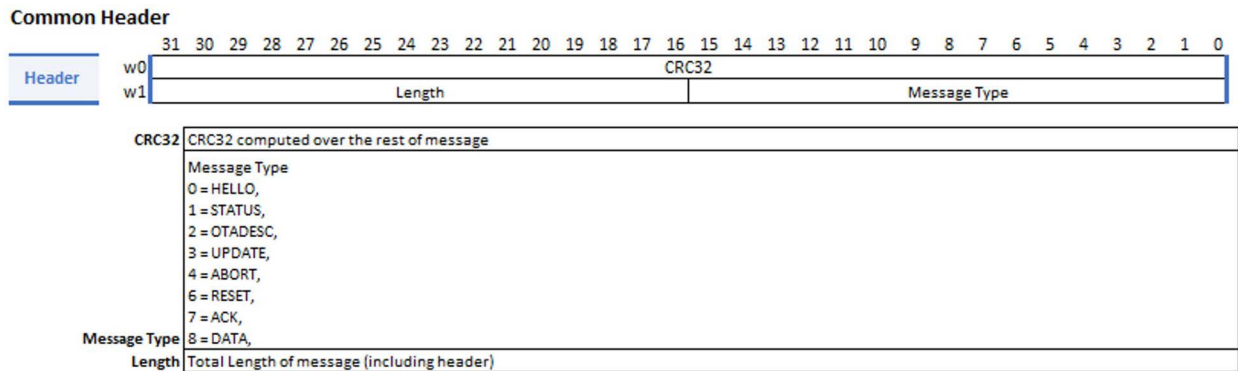 Common Header
31 30 29 28 27 26 25 24 23 22 21 20 19 18 17 16 15 14 13 12 11 10 9 8 7 6 5 4 3 2 1 0
Header
w0 CRC32
w1 Length Message Type
CRC32 CRC32 computed over the rest of message
Message Type
0 = HELLO,
1 = STATUS,
2 = OTADESC,
3 = UPDATE,
4 = ABORT,
6 = RESET,
7 = ACK,
Message Type 8 = DATA,
Length Total Length of message (including header)